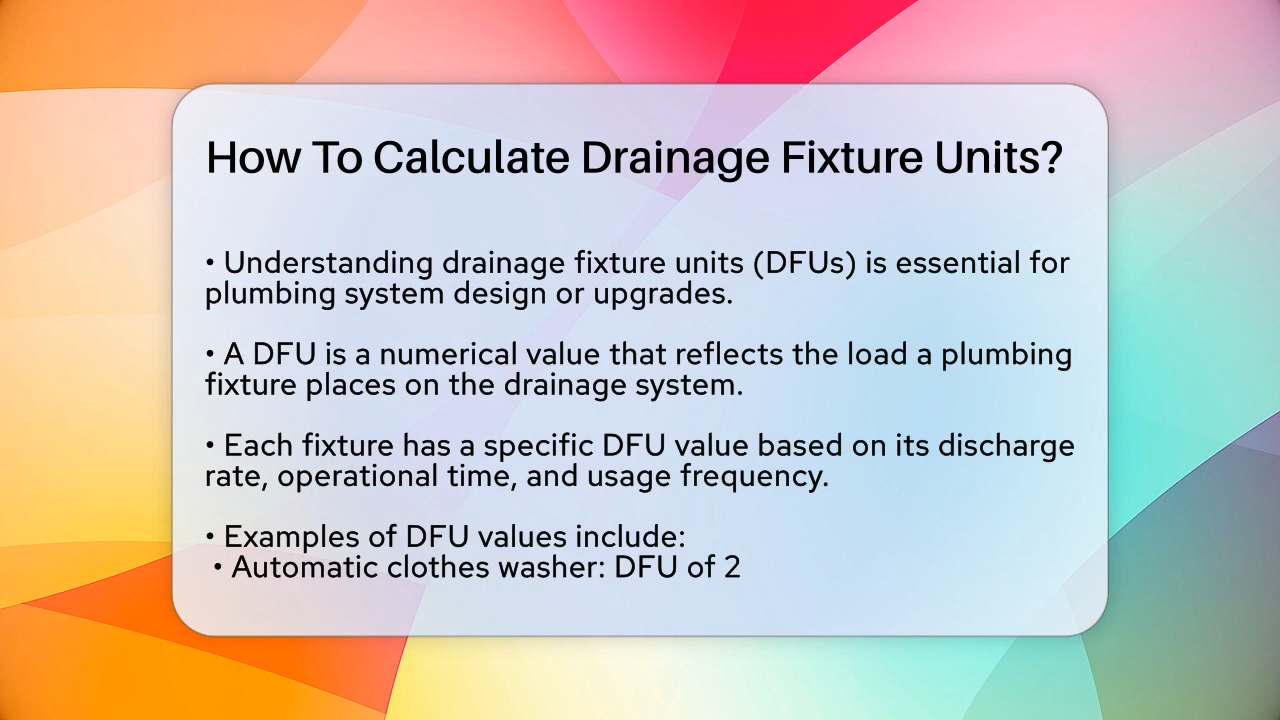 How To Calculate Drainage Fixture Units?
• Understanding drainage fixture units (DFUs) is essential for
plumbing system design or upgrades.
• A DFU is a numerical value that reflects the load a plumbing
fixture places on the drainage system.
• Each fixture has a specific DFU value based on its discharge
rate, operational time, and usage frequency.
• Examples of DFU values include:
• Automatic clothes washer: DFU of 2